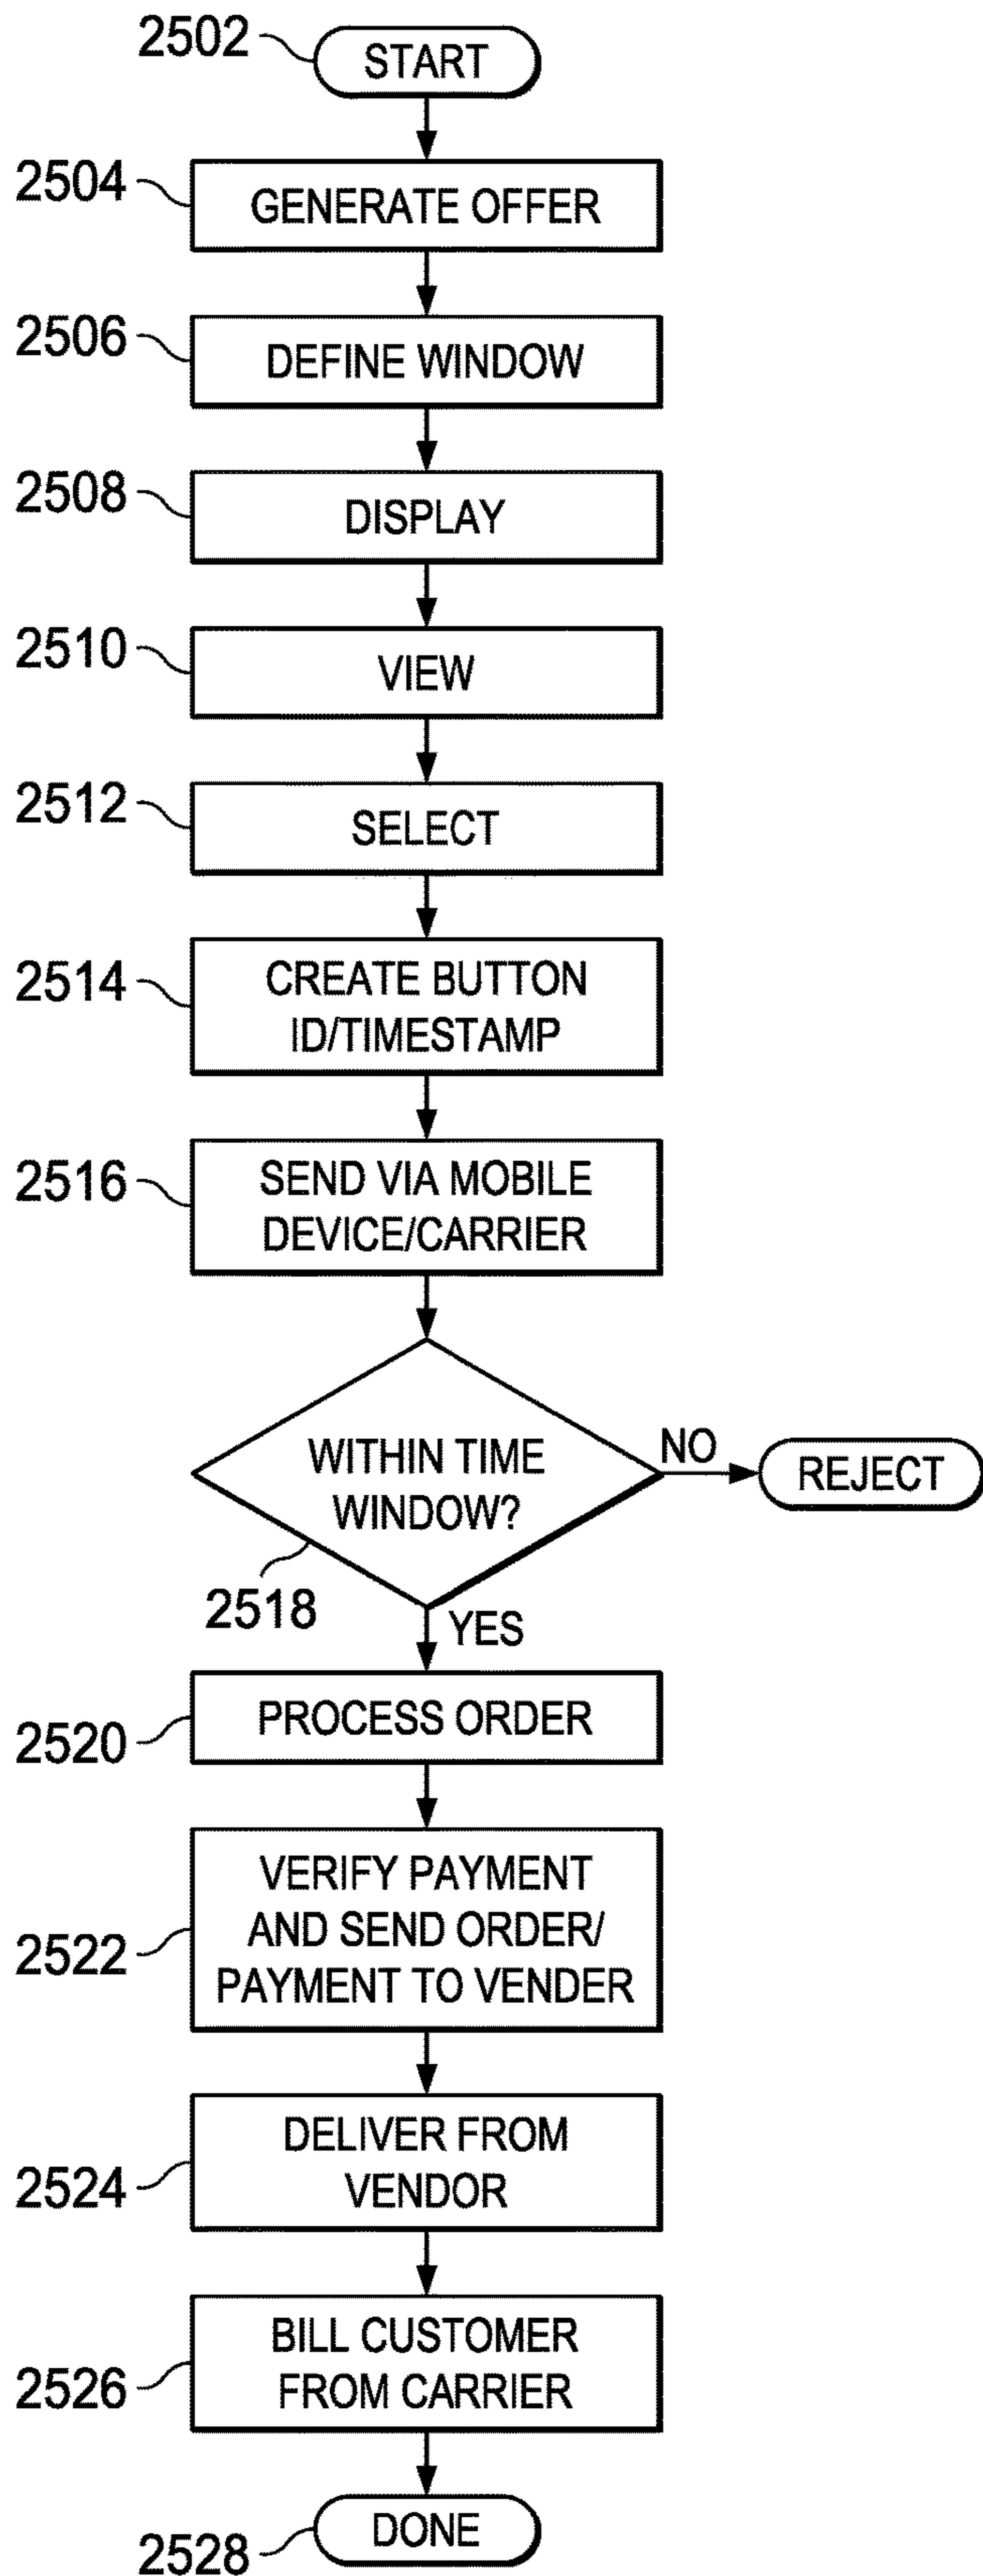 2502
START
2504
GENERATE OFFER
2506
DEFINE WINDOW
2508
DISPLAY
2510
VIEW
2512
SELECT
2514
CREATE BUTTON
ID/TIMESTAMP
2516
SEND VIA MOBILE
DEVICE/CARRIER
WITHIN TIME
WINDOW?
NO
REJECT
2518
YES
2520
PROCESS ORDER
2522
VERIFY PAYMENT
AND SEND ORDER/
PAYMENT TO VENDER
2524
DELIVER FROM
VENDOR
2526
BILL CUSTOMER
FROM CARRIER
2528
DONE